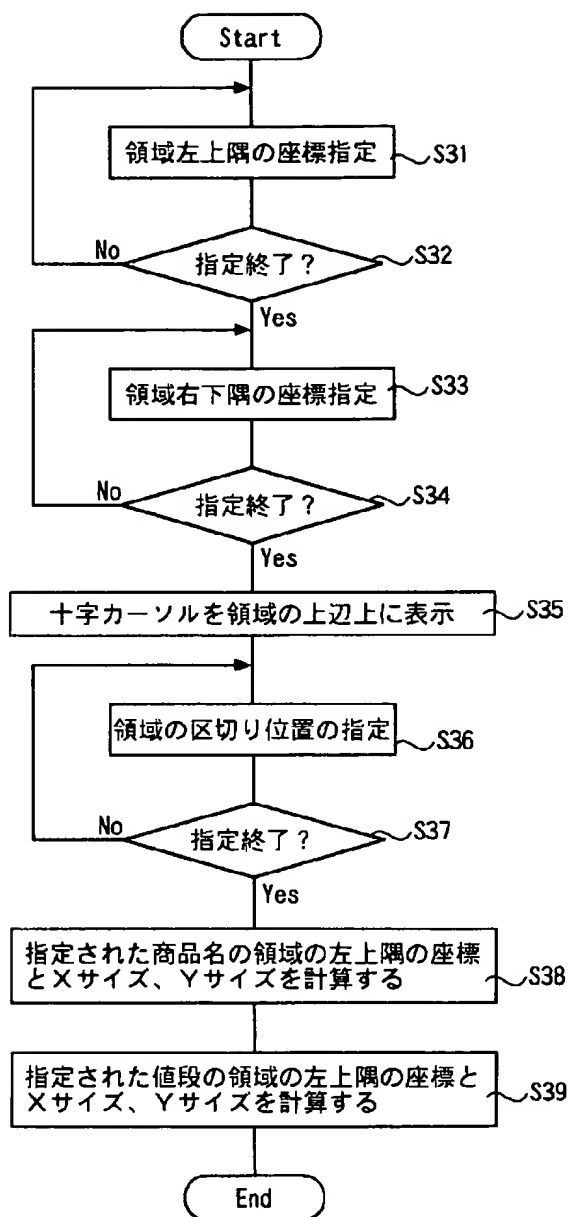 Start
領域左上隅の座標指定
S31
指定終了?
S32
No
Yes
領域右下隅の座標指定
S33
指定終了?
S34
No
Yes
十字カーソルを領域の上辺上に表示
S35
領域の区切り位置の指定
S36
指定終了?
S37
No
Yes
指定された商品名の領域の左上隅の座標
とXサイズ、Yサイズを計算する
S38
指定された値段の領域の左上隅の座標と
Xサイズ、Yサイズを計算する
S39
End